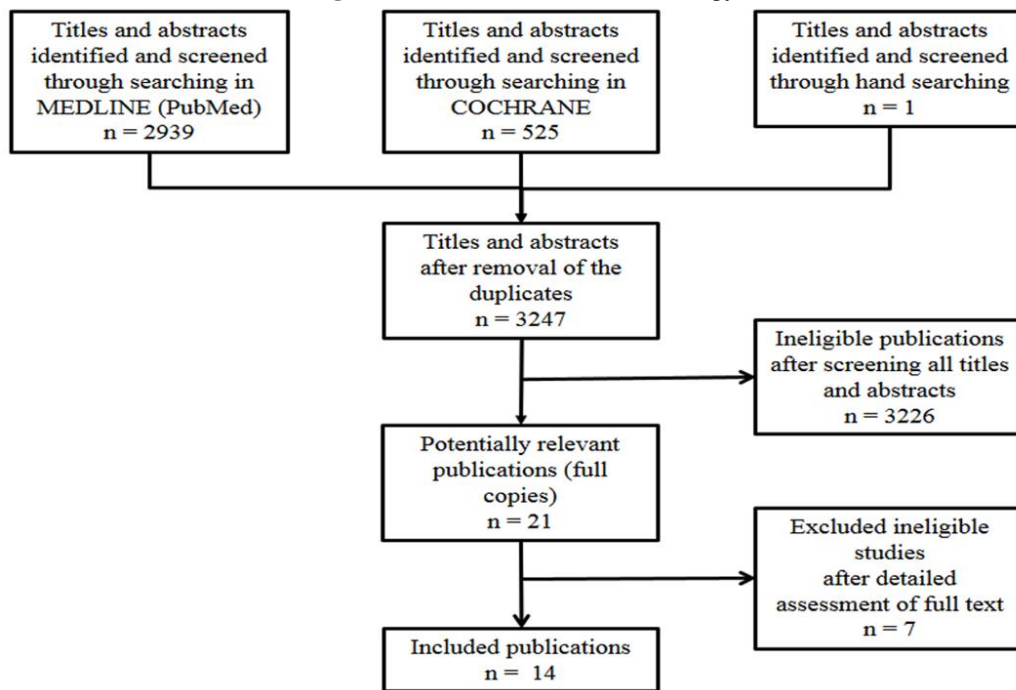 Titles and abstracts
identified and screened
through searching in
MEDLINE (PubMed)
n = 2939
Titles and abstracts
identified and screened
through searching in
COCHRANE
n = 525
Titles and abstracts
identified and screened
through hand searching
n = 1
Titles and abstracts
after removal of the
duplicates
n = 3247
Ineligible publications
after screening all titles
and abstracts
n = 3226
Potentially relevant
publications (full
copies)
n = 21
Excluded ineligible
studies
after detailed
assessment of full text
n = 7
Included publications
n = 14